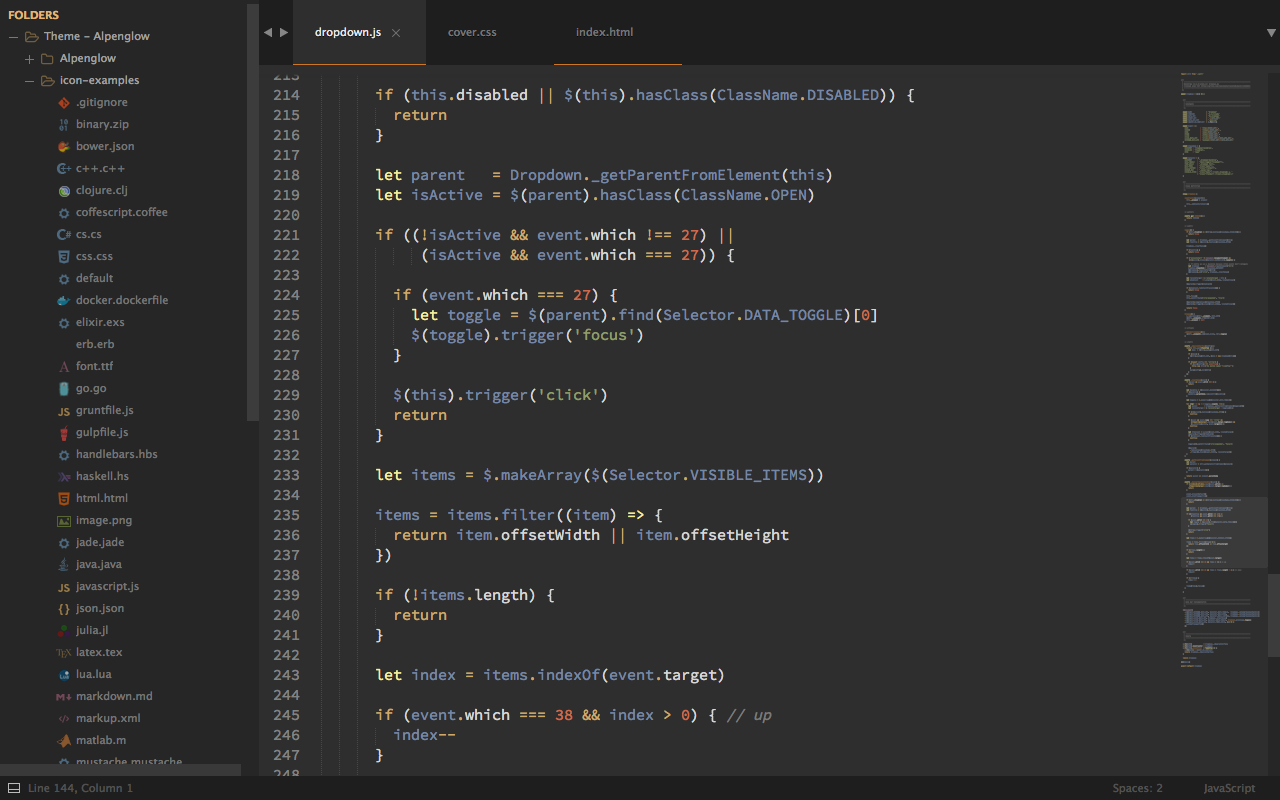 FOLDERS
Theme – Alpenglow
Alpenglow
icon-examples
.gitignore
binary.zip
bower.json
c++.c++
clojure.clj
coffescript.coffee
cs.cs
css.css
default
docker.dockerfile
elixir.exs
erb.erb
font.ttf
go.go
gruntfile.js
gulpfile.js
handlebars.hbs
haskell.hs
html.html
image.png
jade.jade
java.java
javascript.js
json.json
julia.jl
latex.tex
lua.lua
markdown.md
markup.xml
matlab.m
mustache.mustache
dropdown.js
cover.css
index.html
213
214 if (this.disabled || $(this).hasClass(ClassName.DISABLED)) {
215 return
216 }
217
218 let parent   = Dropdown._getParentFromElement(this)
219 let isActive = $(parent).hasClass(ClassName.OPEN)
220
221 if ((!isActive && event.which !== 27) ||
222 (isActive && event.which === 27)) {
223
224 if (event.which === 27) {
225 let toggle = $(parent).find(Selector.DATA_TOGGLE)[0]
226 $(toggle).trigger('focus')
227 }
228
229 $(this).trigger('click')
230 return
231 }
232
233 let items = $.makeArray($(Selector.VISIBLE_ITEMS))
234
235 items = items.filter((item) => {
236 return item.offsetWidth || item.offsetHeight
237 })
238
239 if (!items.length) {
240 return
241 }
242
243 let index = items.indexOf(event.target)
244
245 if (event.which === 38 && index > 0) { // up
246 index--
247 }
248
Line 144, Column 1
Spaces: 2
JavaScript